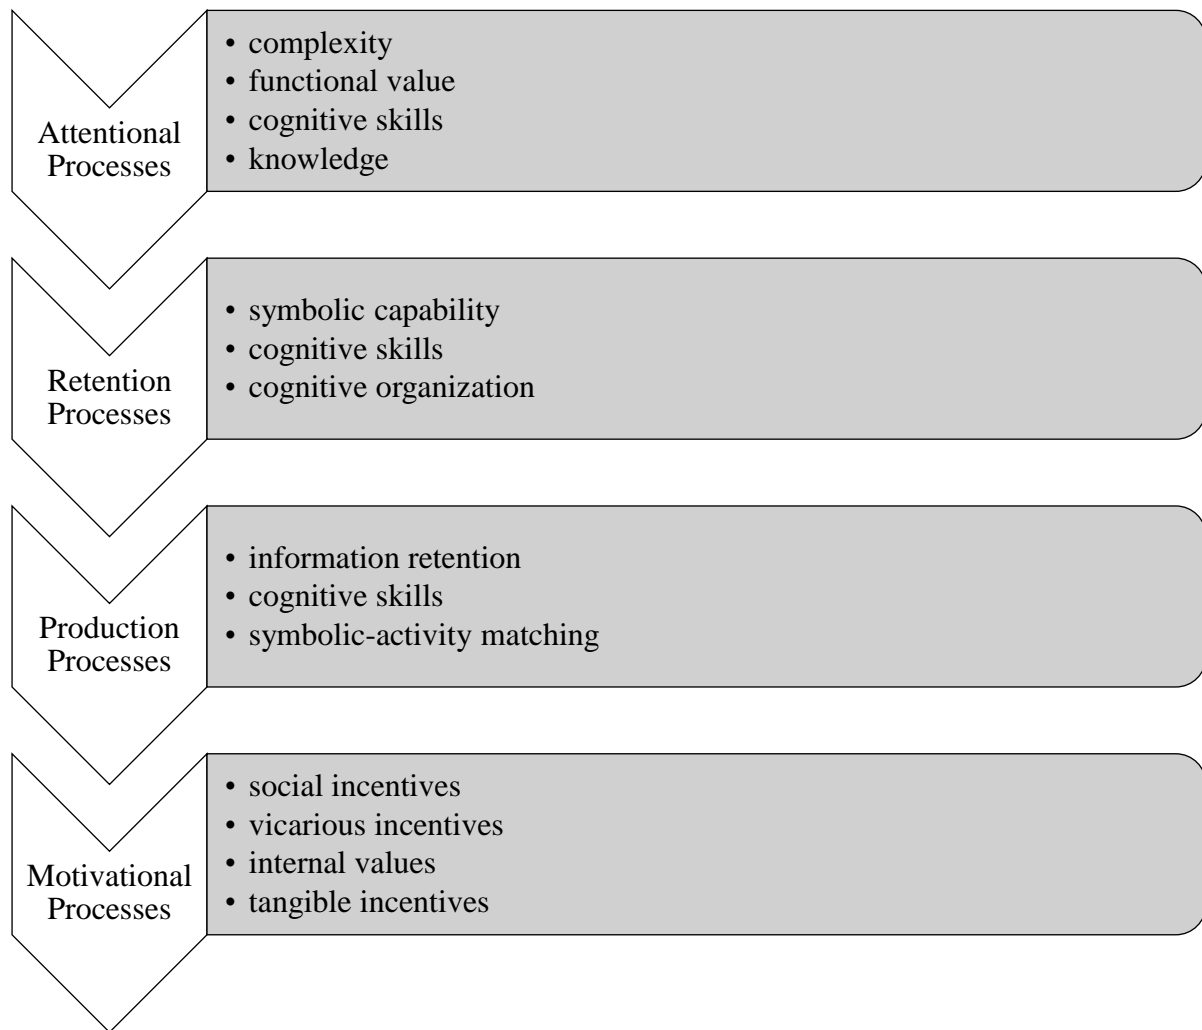 Attentional
Processes
• complexity
• functional value
• cognitive skills
• knowledge
Retention
Processes
• symbolic capability
• cognitive skills
• cognitive organization
Production
Processes
• information retention
• cognitive skills
• symbolic-activity matching
Motivational
Processes
• social incentives
• vicarious incentives
• internal values
• tangible incentives